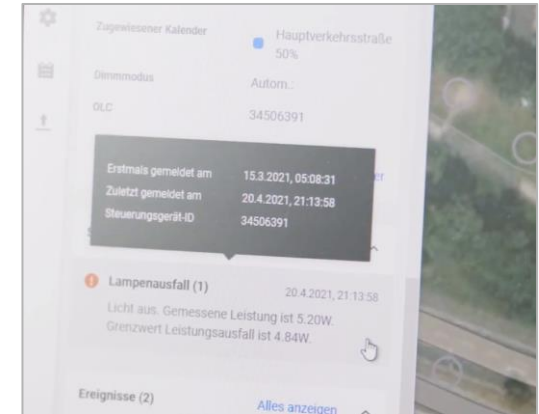 Zugewiesener Kalender
Hauptverkehrsstraße
50%
Dimmmodus
Autom.:
OLC
34506391
Erstmals gemeldet am 15.3.2021, 05:08:31
Zuletzt gemeldet am 20.4.2021, 21:13:58
Steuerungsgerät-ID 34506391
er
S
Lampenausfall (1) 20.4.2021, 21:13:58
Licht aus. Gemessene Leistung ist 5.20W.
Grenzwert Leistungsausfall ist 4.84W.
Ereignisse (2) Alles anzeigen